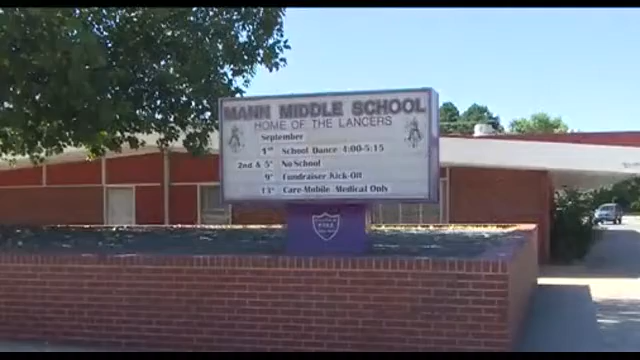 MANN MIDDLE SCHOOL
HOME OF THE LANCERS
September
4th School Dance 4:00-5:15
2nd & 5th No School
9th Fundraiser Kick-Off
13th Care-Mobile Medical Only